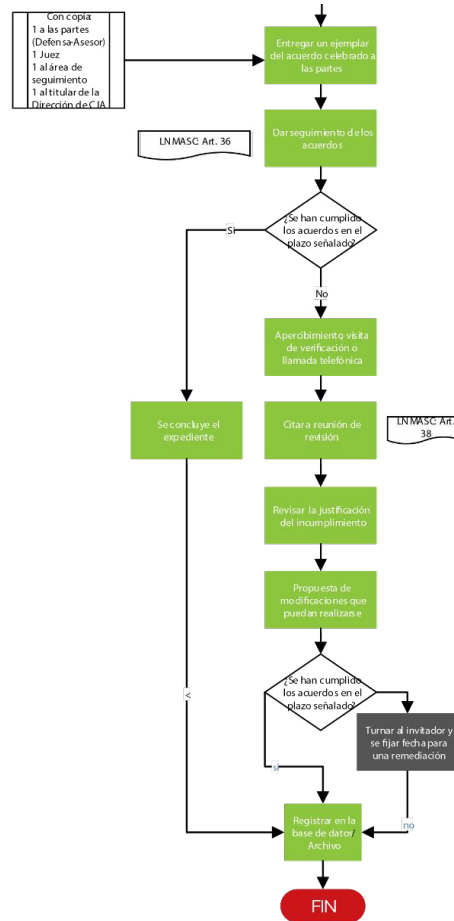 Con copia:
1 a las partes
(Defensa-Asesor)
1 Juez
1 al área de
seguimiento
1 al titular de la
Dirección de CJA
Entregar un ejemplar
del acuerdo celebrado a
las partes
LNMASC: Art. 36
Dar seguimiento de los
acuerdos
¿Se han cumplido
los acuerdos en el
plazo señalado?
Si
No
Apercibimiento visita
de verificación o
llamada telefónica
Se concluye el
expediente
Citar a reunión de
revisión
LNMASC: Art.
38
Revisar la justificación
del incumplimiento
Propuesta de
modificaciones que
puedan realizarse
¿Se han cumplido
los acuerdos en el
plazo señalado?
<
Turnar al invitador y
se fijar fecha para
una remediación
si
no
Registrar en la
base de dator/
Archivo
FIN